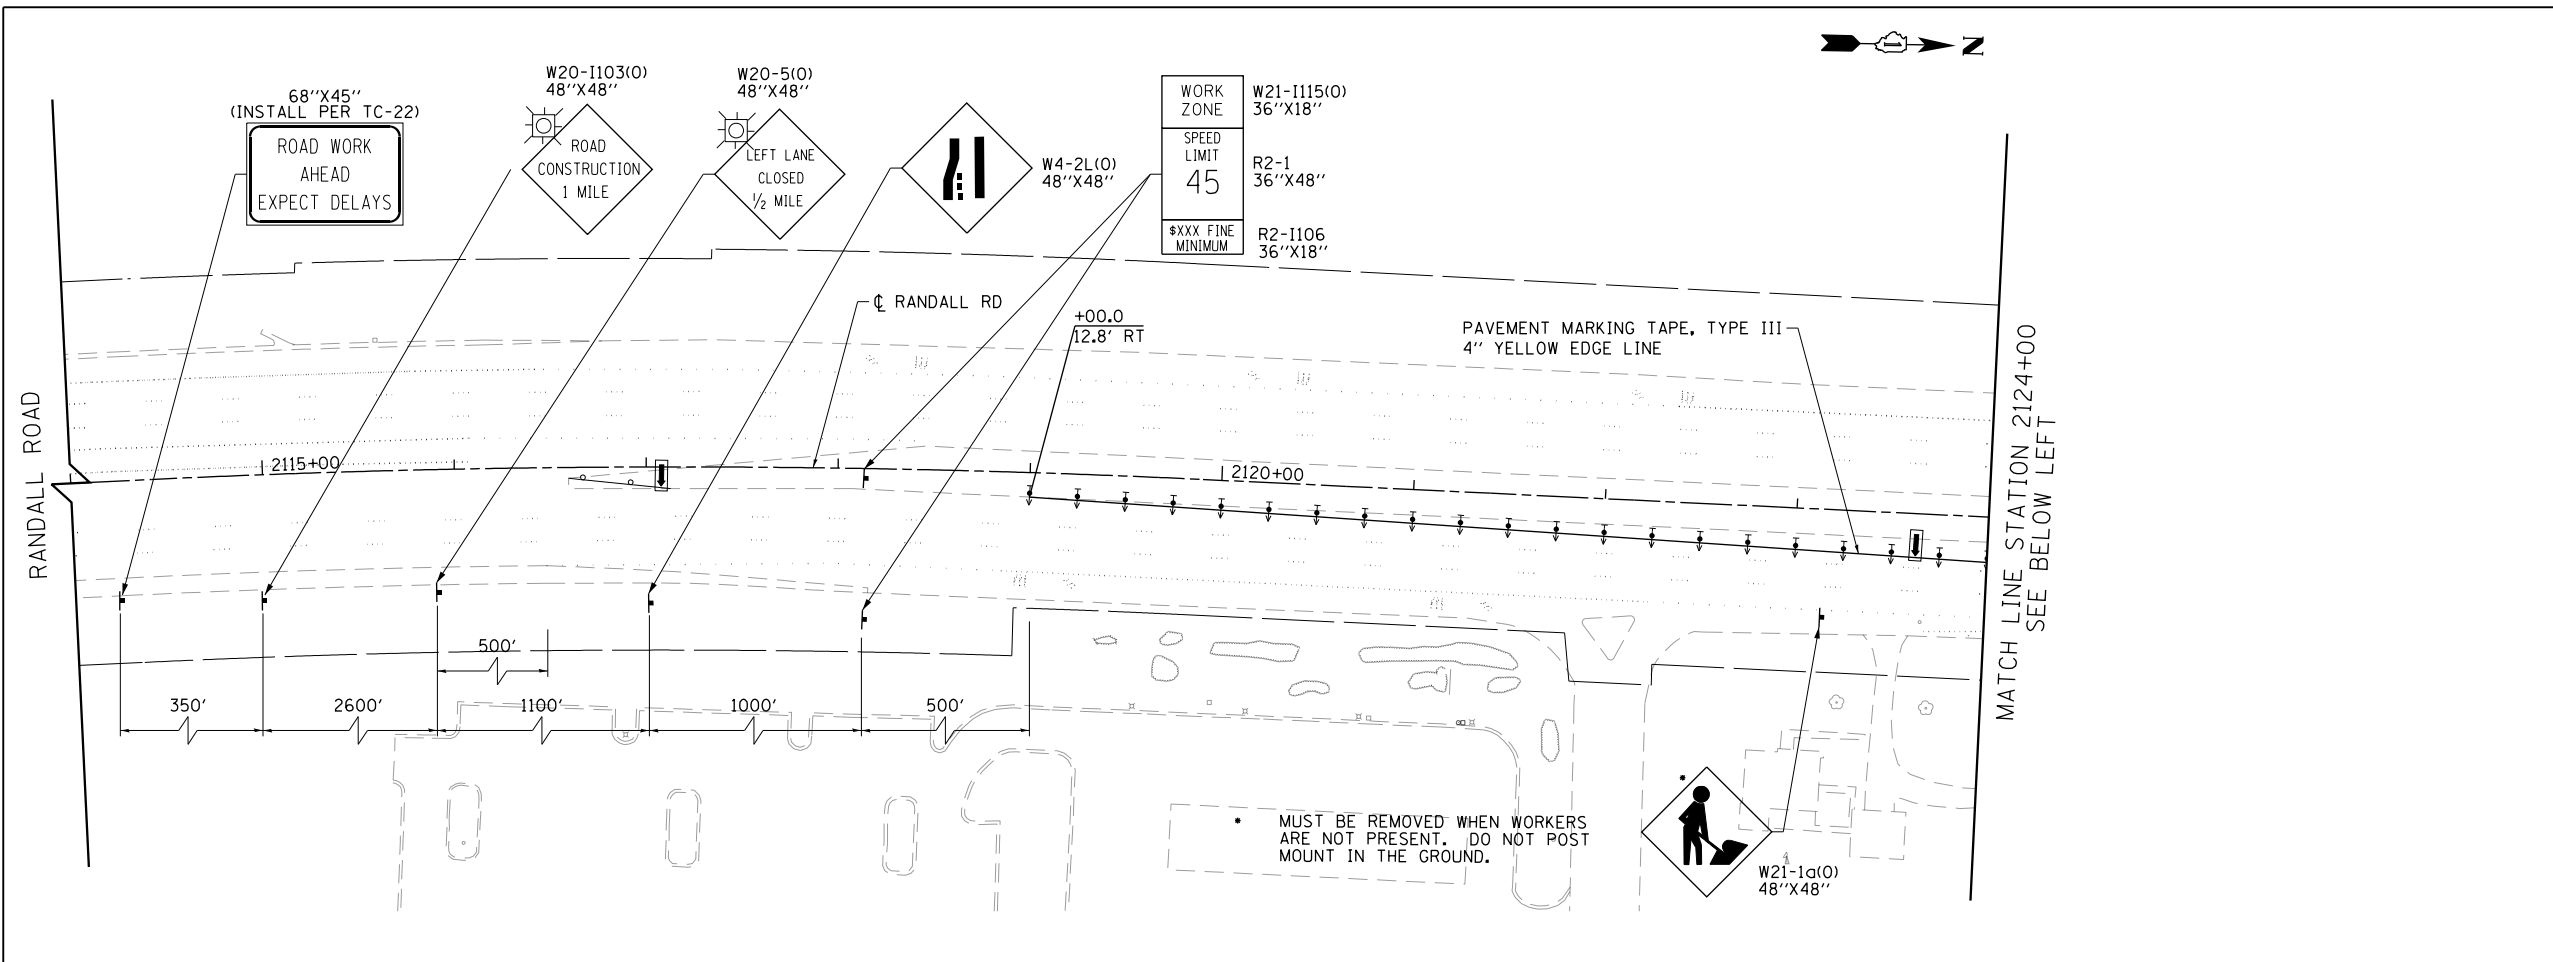 N
68"X45"
(INSTALL PER TC-22)
ROAD WORK
AHEAD
EXPECT DELAYS
W20-I103(O)
48"X48"
ROAD
CONSTRUCTION
1 MILE
W20-5(O)
48"X48"
LEFT LANE
CLOSED
1/2 MILE
W4-2L(O)
48"X48"
WORK
ZONE
W21-I115(O)
36"X18"
SPEED
LIMIT
45
R2-1
36"X48"
$XXX FINE
MINIMUM
R2-I106
36"X18"
℄ RANDALL RD
+00.0
12.8' RT
PAVEMENT MARKING TAPE, TYPE III
4" YELLOW EDGE LINE
RANDALL ROAD
2115+00
2120+00
MATCH LINE STATION 2124+00
SEE BELOW LEFT
500'
350'
2600'
1100'
1000'
500'
* MUST BE REMOVED WHEN WORKERS
ARE NOT PRESENT. DO NOT POST
MOUNT IN THE GROUND.
*
W21-1a(O)
48"X48"